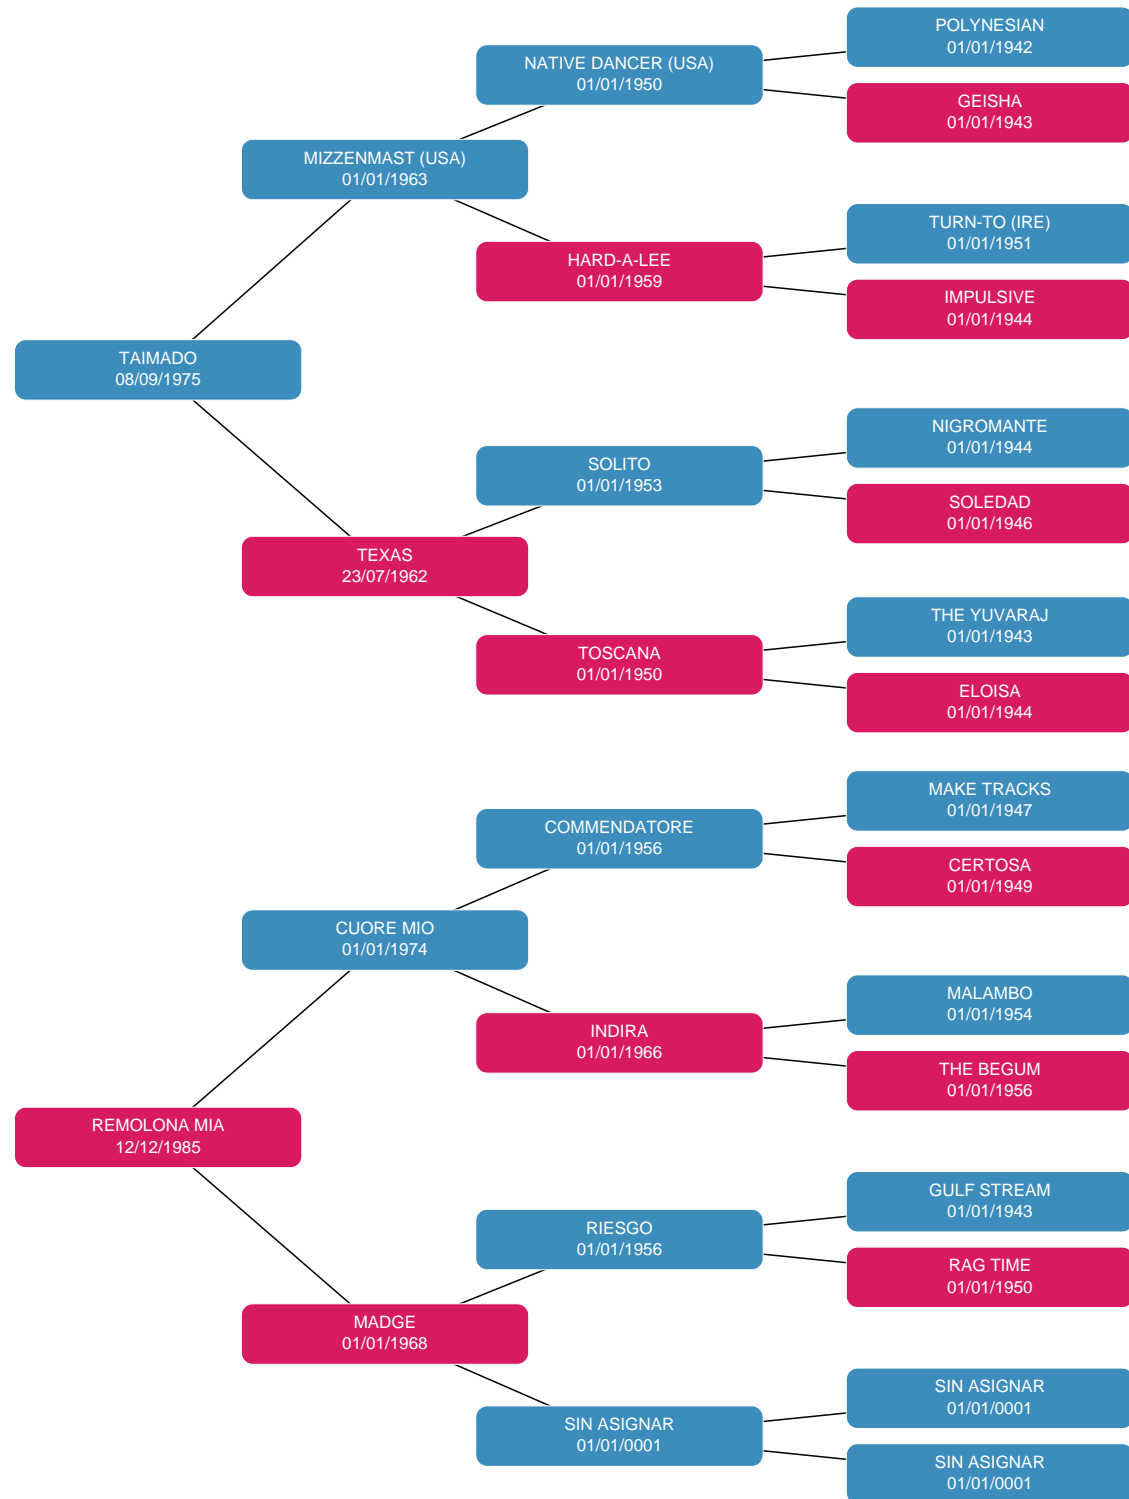 POLYNESIAN
01/01/1942
NATIVE DANCER (USA)
01/01/1950
GEISHA
01/01/1943
MIZZENMAST (USA)
01/01/1963
TURN-TO (IRE)
01/01/1951
HARD-A-LEE
01/01/1959
IMPULSIVE
01/01/1944
TAIMADO
08/09/1975
NIGROMANTE
01/01/1944
SOLITO
01/01/1953
SOLEDAD
01/01/1946
TEXAS
23/07/1962
THE YUVARAJ
01/01/1943
TOSCANA
01/01/1950
ELOISA
01/01/1944
MAKE TRACKS
01/01/1947
COMMENDATORE
01/01/1956
CERTOSA
01/01/1949
CUORE MIO
01/01/1974
MALAMBO
01/01/1954
INDIRA
01/01/1966
THE BEGUM
01/01/1956
REMOLONA MIA
12/12/1985
GULF STREAM
01/01/1943
RIESGO
01/01/1956
RAG TIME
01/01/1950
MADGE
01/01/1968
SIN ASIGNAR
01/01/0001
SIN ASIGNAR
01/01/0001
SIN ASIGNAR
01/01/0001